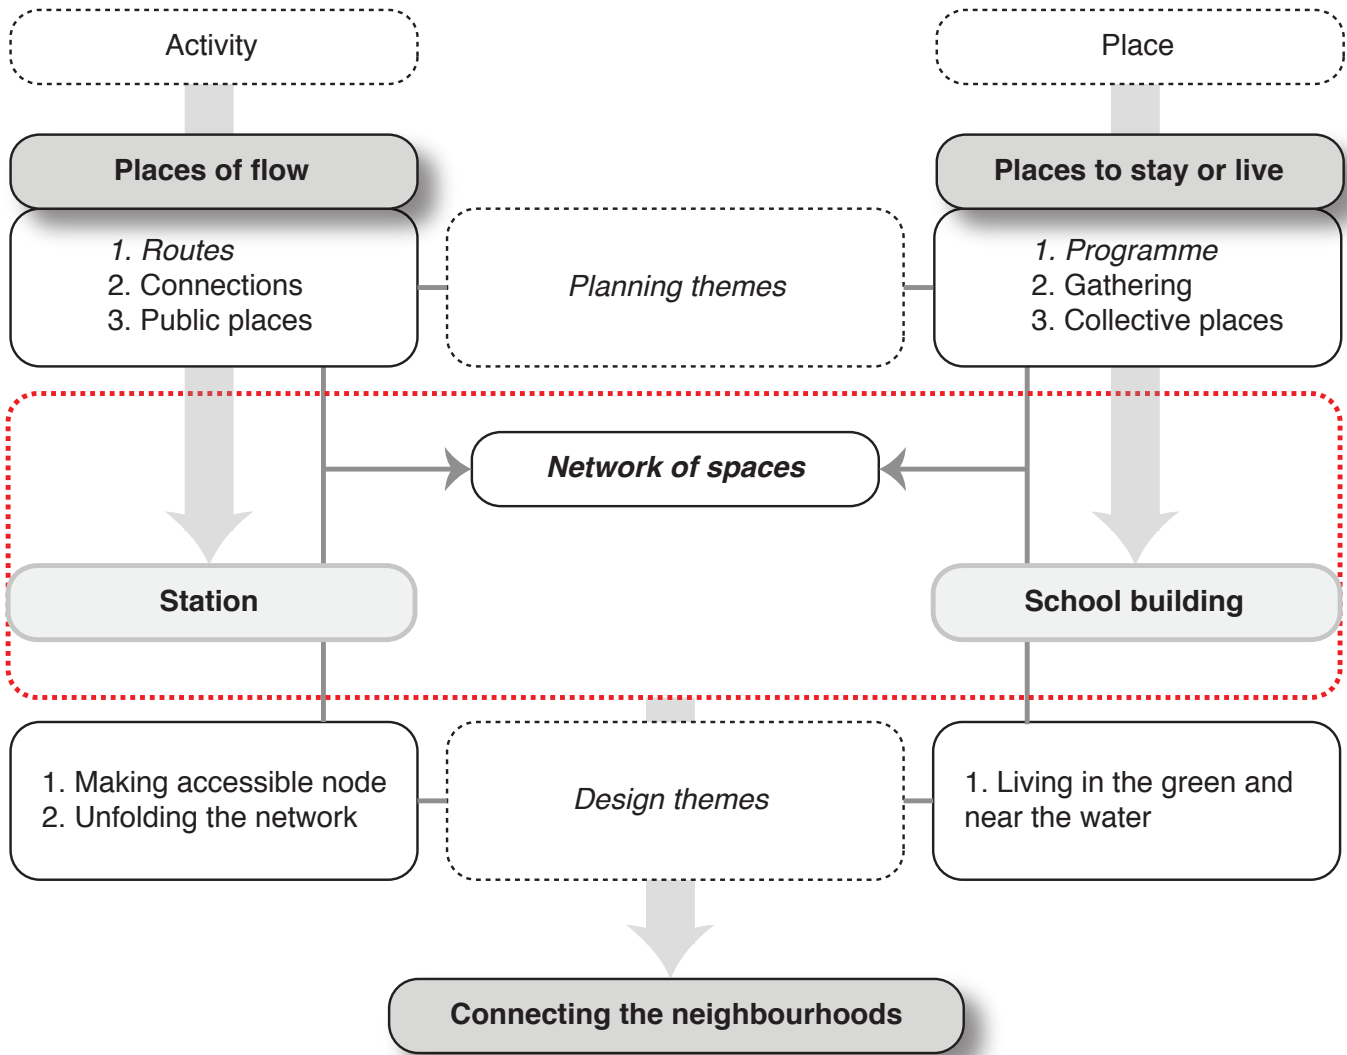 Activity
Place
Places of flow
Places to stay or live
1. Routes
2. Connections
3. Public places
Planning themes
1. Programme
2. Gathering
3. Collective places
Network of spaces
Station
School building
1. Making accessible node
2. Unfolding the network
Design themes
1. Living in the green and
near the water
Connecting the neighbourhoods